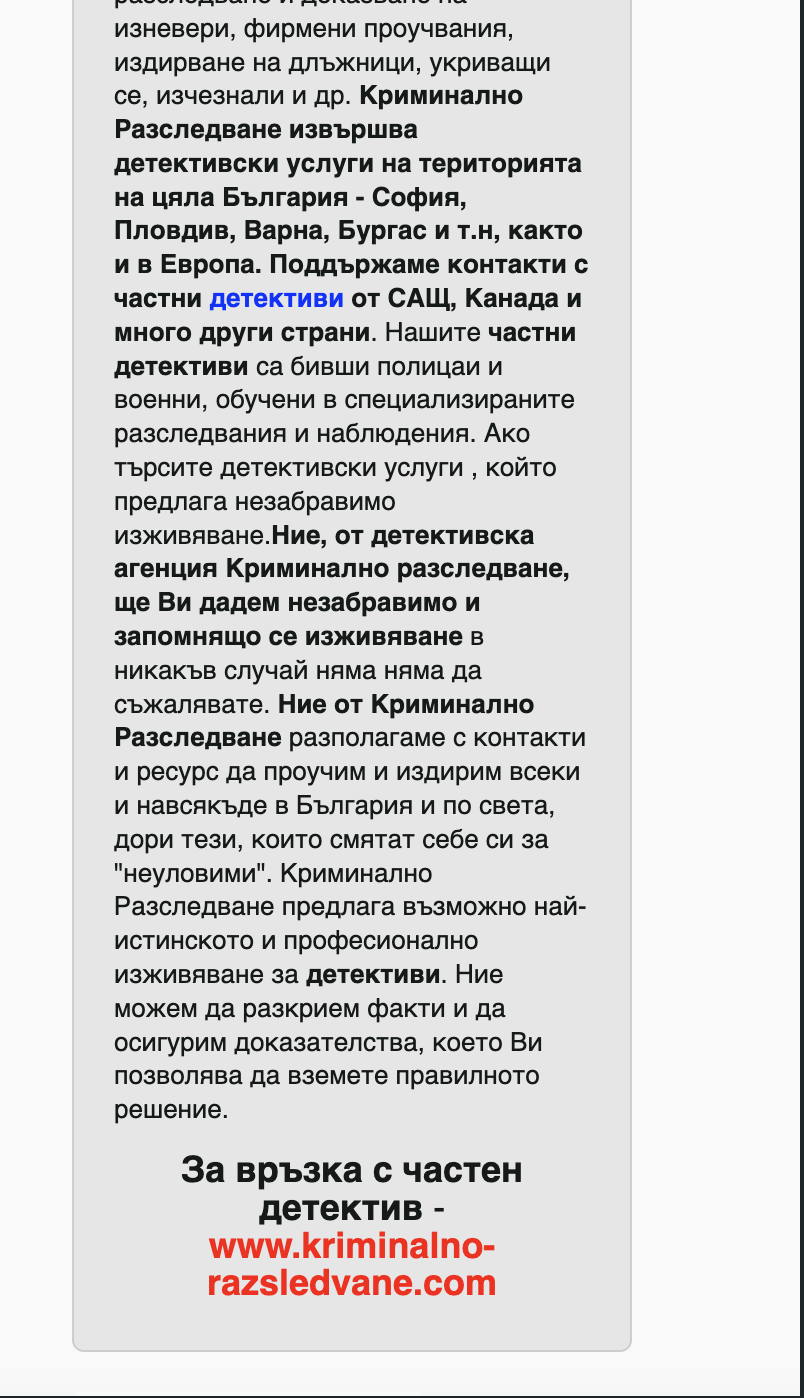 разследване и доказване на
изневери, фирмени проучвания,
издирване на длъжници, укриващи
се, изчезнали и др. Криминално
Разследване извършва
детективски услуги на територията
на цяла България - София,
Пловдив, Варна, Бургас и т.н, както
и в Европа. Поддържаме контакти с
частни детективи от САЩ, Канада и
много други страни. Нашите частни
детективи са бивши полицаи и
военни, обучени в специализираните
разследвания и наблюдения. Ако
търсите детективски услуги , който
предлага незабравимо
изживяване.Ние, от детективска
агенция Криминално разследване,
ще Ви дадем незабравимо и
запомнящо се изживяване в
никакъв случай няма няма да
съжалявате. Ние от Криминално
Разследване разполагаме с контакти
и ресурс да проучим и издирим всеки
и навсякъде в България и по света,
дори тези, които смятат себе си за
"неуловими". Криминално
Разследване предлага възможно най-
истинското и професионално
изживяване за детективи. Ние
можем да разкрием факти и да
осигурим доказателства, което Ви
позволява да вземете правилното
решение.
За връзка с частен
детектив -
www.kriminalno-
razsledvane.com